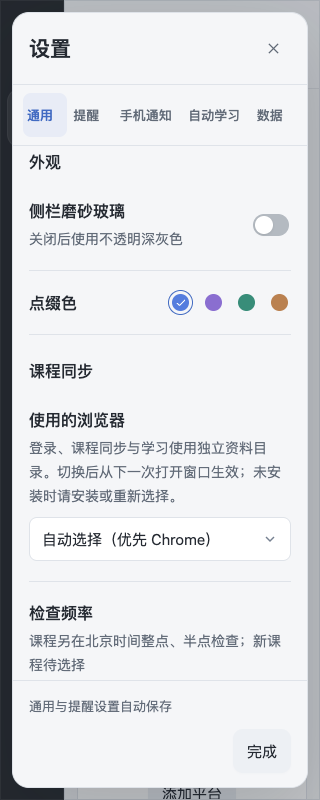 设置
通用 提醒 手机通知 自动学习 数据
外观
侧栏磨砂玻璃
关闭后使用不透明深灰色
点缀色
课程同步
使用的浏览器
登录、课程同步与学习使用独立资料目
录。切换后从下一次打开窗口生效；未安
装时请安装或重新选择。
自动选择（优先 Chrome）
检查频率
课程另在北京时间整点、半点检查；新课
程待选择
通用与提醒设置自动保存
完成
添加平台